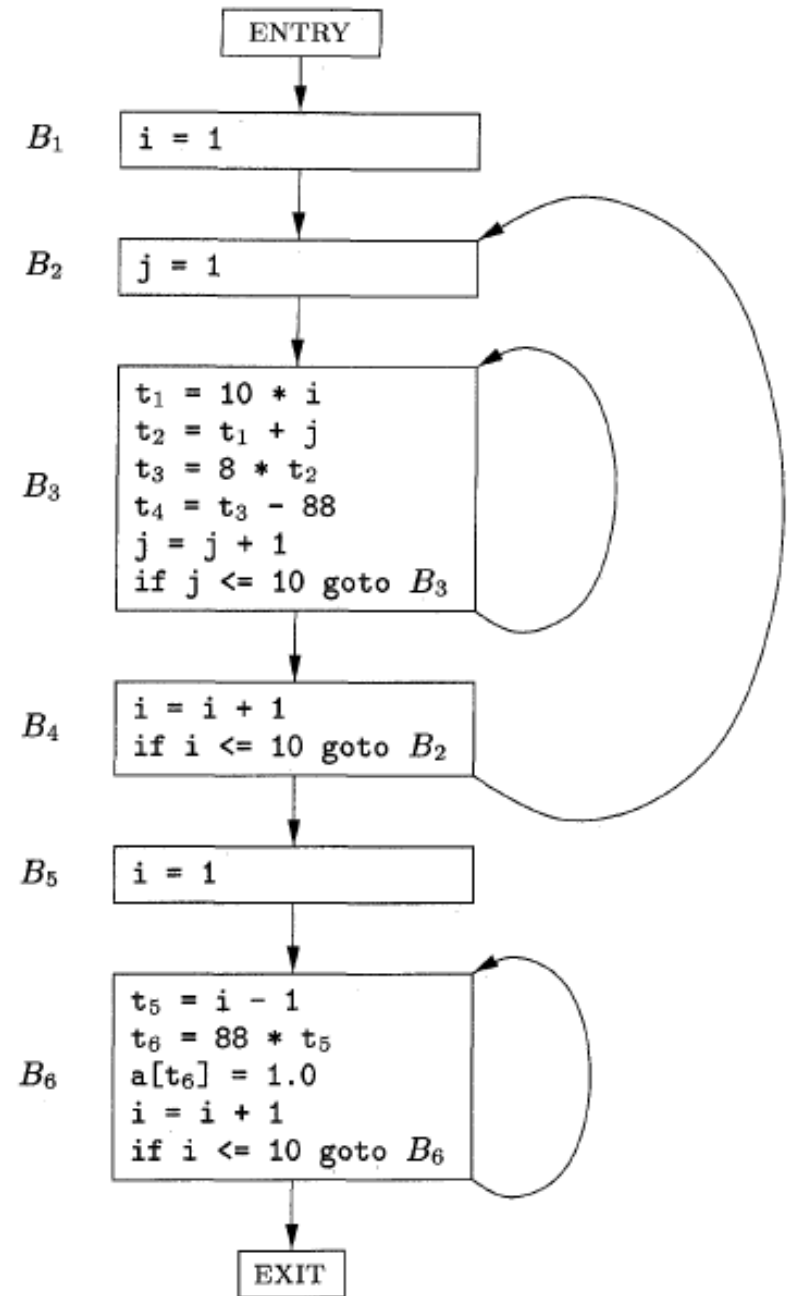 ENTRY
B₁
i = 1
B₂
j = 1
B₃
t₁ = 10 * i
t₂ = t₁ + j
t₃ = 8 * t₂
t₄ = t₃ - 88
j = j + 1
if j <= 10 goto B₃
B₄
i = i + 1
if i <= 10 goto B₂
B₅
i = 1
B₆
t₅ = i - 1
t₆ = 88 * t₅
a[t₆] = 1.0
i = i + 1
if i <= 10 goto B₆
EXIT